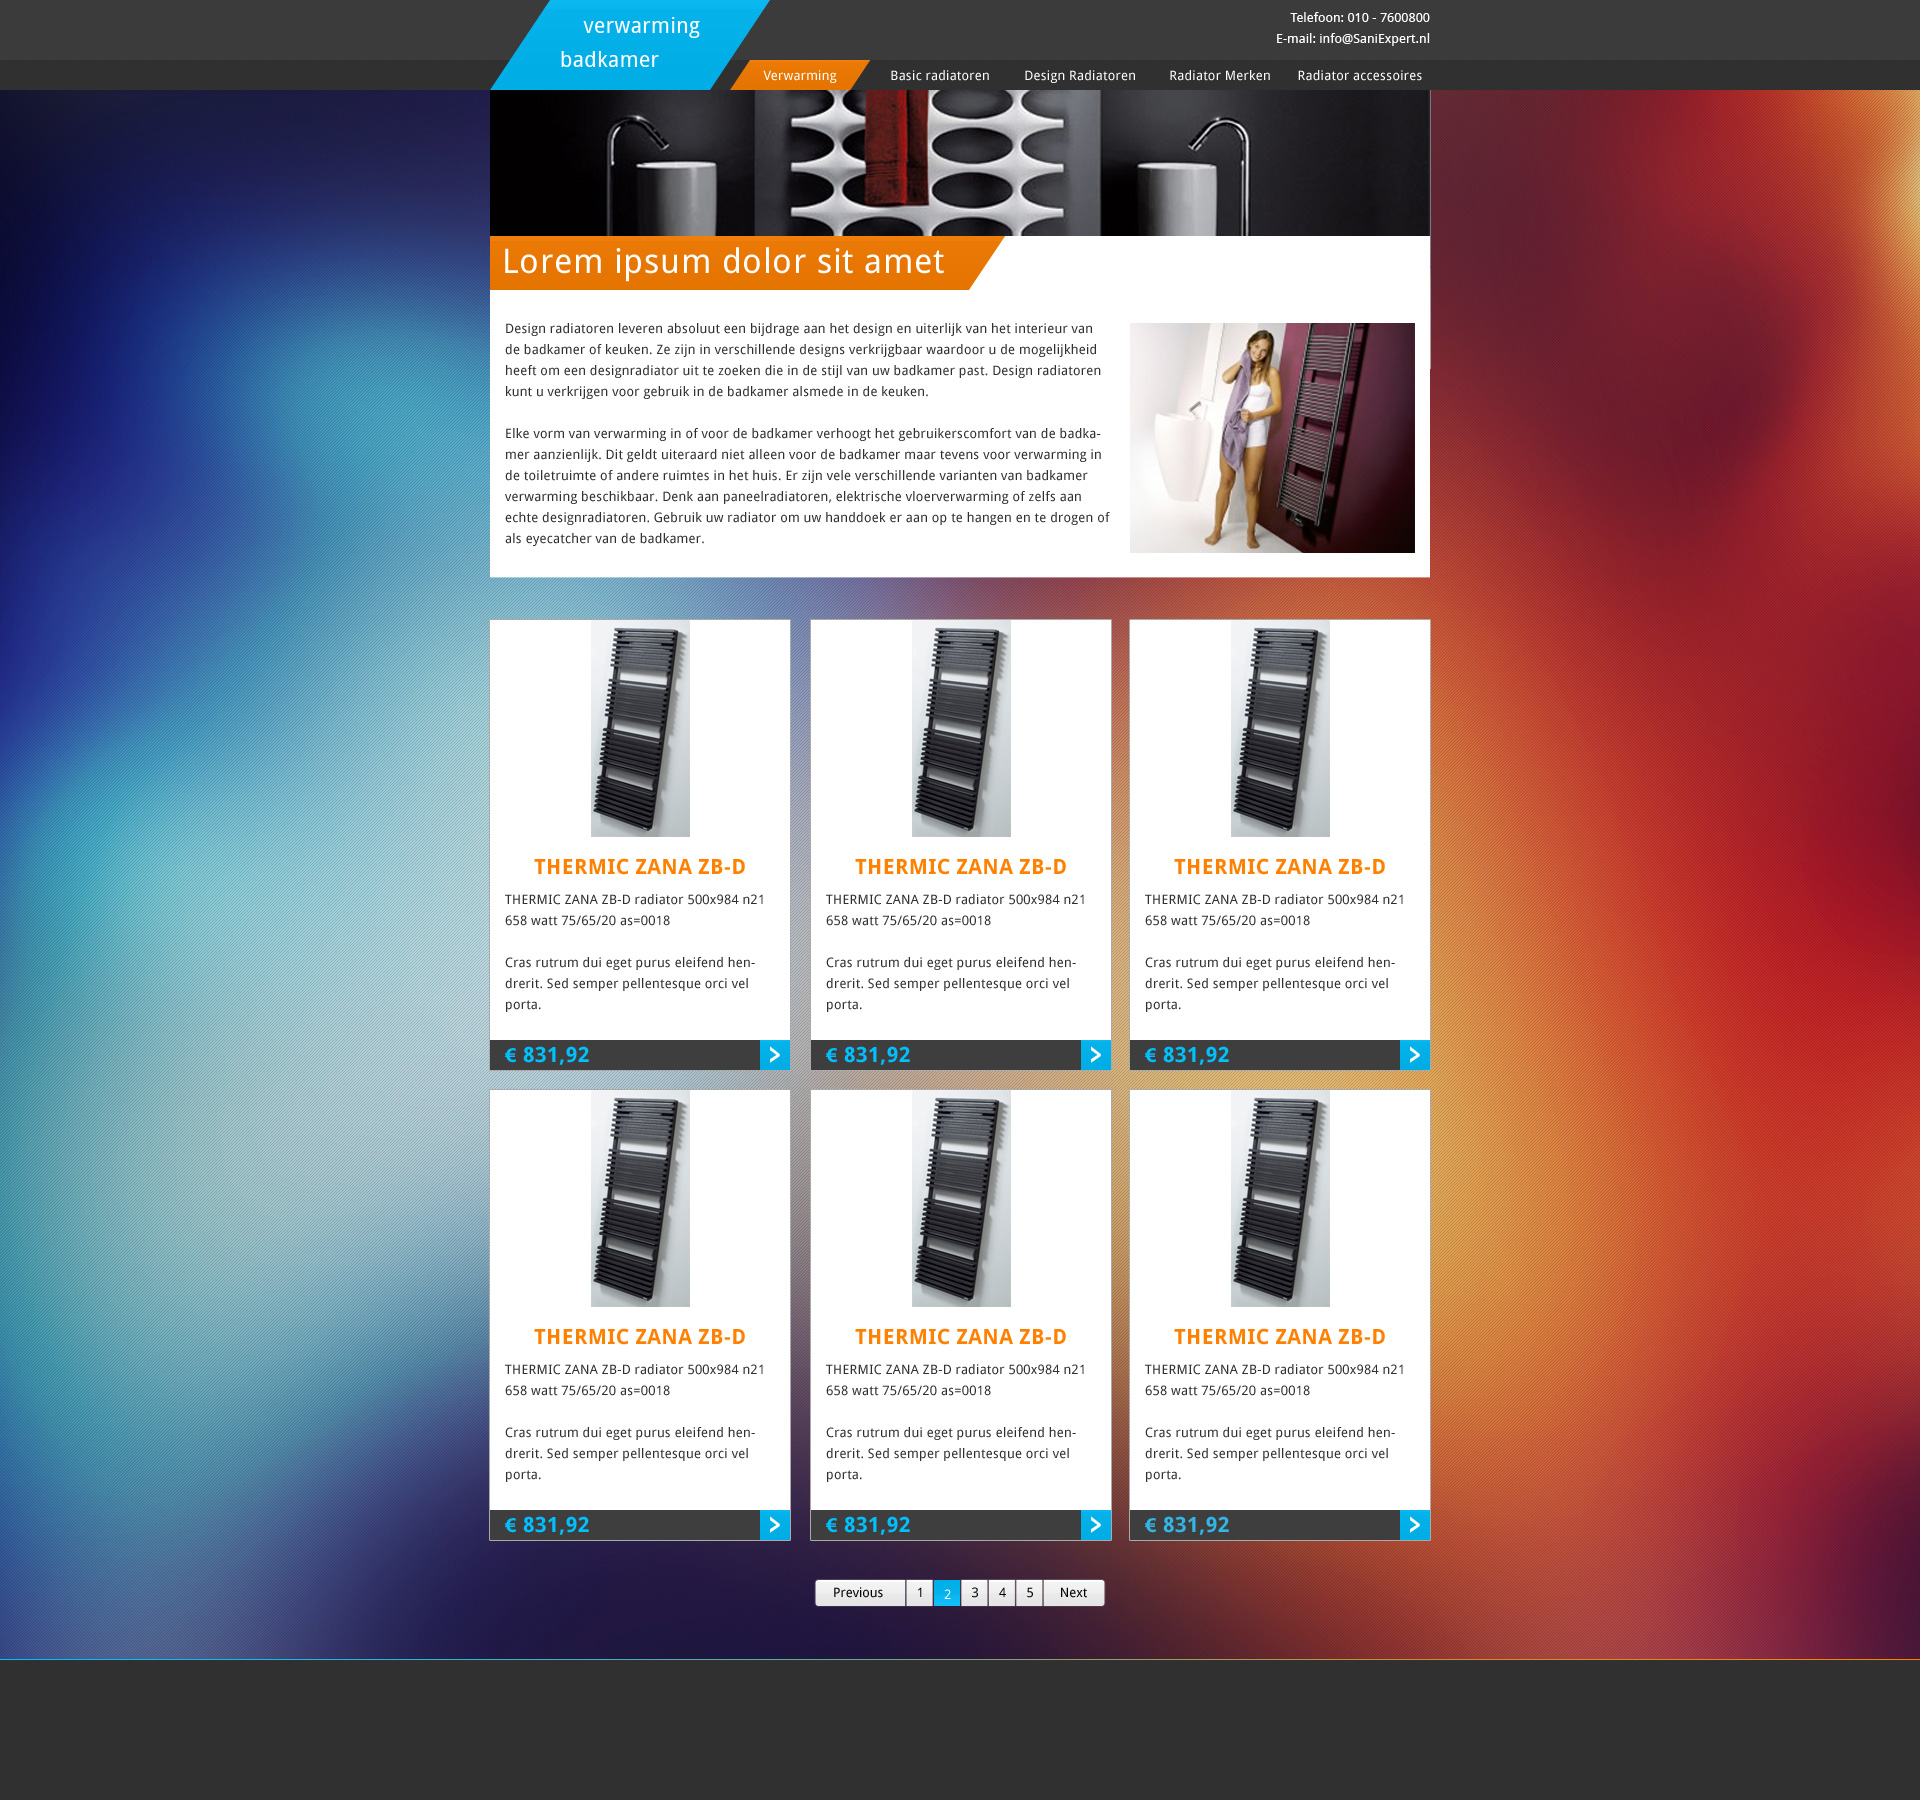 verwarming
badkamer
Telefoon: 010 - 7600800
E-mail: info@SaniExpert.nl
Verwarming
Basic radiatoren
Design Radiatoren
Radiator Merken
Radiator accessoires
Lorem ipsum dolor sit amet
Design radiatoren leveren absoluut een bijdrage aan het design en uiterlijk van het interieur van
de badkamer of keuken. Ze zijn in verschillende designs verkrijgbaar waardoor u de mogelijkheid
heeft om een designradiator uit te zoeken die in de stijl van uw badkamer past. Design radiatoren
kunt u verkrijgen voor gebruik in de badkamer alsmede in de keuken.
Elke vorm van verwarming in of voor de badkamer verhoogt het gebruikerscomfort van de badka-
mer aanzienlijk. Dit geldt uiteraard niet alleen voor de badkamer maar tevens voor verwarming in
de toiletruimte of andere ruimtes in het huis. Er zijn vele verschillende varianten van badkamer
verwarming beschikbaar. Denk aan paneelradiatoren, elektrische vloerverwarming of zelfs aan
echte designradiatoren. Gebruik uw radiator om uw handdoek er aan op te hangen en te drogen of
als eyecatcher van de badkamer.
THERMIC ZANA ZB-D
THERMIC ZANA ZB-D radiator 500x984 n21
658 watt 75/65/20 as=0018
Cras rutrum dui eget purus eleifend hen-
drerit. Sed semper pellentesque orci vel
porta.
€ 831,92
>
THERMIC ZANA ZB-D
THERMIC ZANA ZB-D radiator 500x984 n21
658 watt 75/65/20 as=0018
Cras rutrum dui eget purus eleifend hen-
drerit. Sed semper pellentesque orci vel
porta.
€ 831,92
>
THERMIC ZANA ZB-D
THERMIC ZANA ZB-D radiator 500x984 n21
658 watt 75/65/20 as=0018
Cras rutrum dui eget purus eleifend hen-
drerit. Sed semper pellentesque orci vel
porta.
€ 831,92
>
THERMIC ZANA ZB-D
THERMIC ZANA ZB-D radiator 500x984 n21
658 watt 75/65/20 as=0018
Cras rutrum dui eget purus eleifend hen-
drerit. Sed semper pellentesque orci vel
porta.
€ 831,92
>
THERMIC ZANA ZB-D
THERMIC ZANA ZB-D radiator 500x984 n21
658 watt 75/65/20 as=0018
Cras rutrum dui eget purus eleifend hen-
drerit. Sed semper pellentesque orci vel
porta.
€ 831,92
>
THERMIC ZANA ZB-D
THERMIC ZANA ZB-D radiator 500x984 n21
658 watt 75/65/20 as=0018
Cras rutrum dui eget purus eleifend hen-
drerit. Sed semper pellentesque orci vel
porta.
€ 831,92
>
Previous 1 2 3 4 5 Next